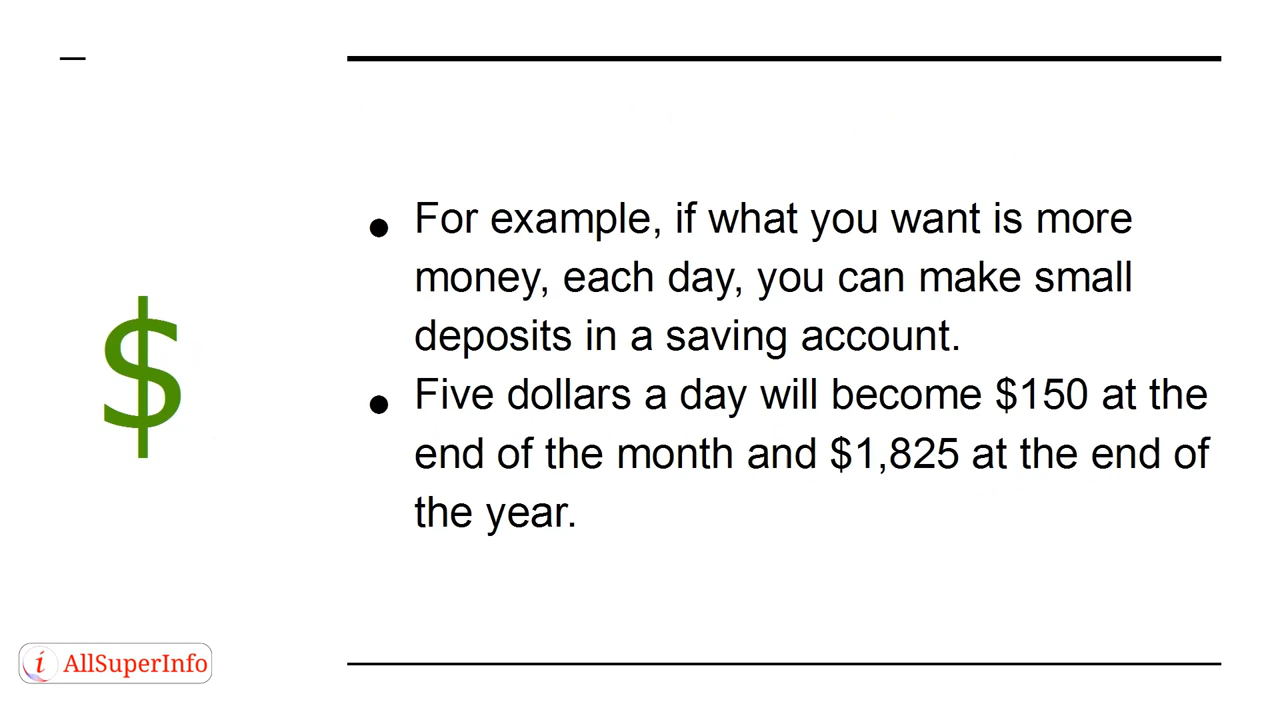 For example, if what you want is more
money, each day, you can make small
deposits in a saving account.
Five dollars a day will become $150 at the
end of the month and $1,825 at the end of
the year.
$
i AllSuperInfo